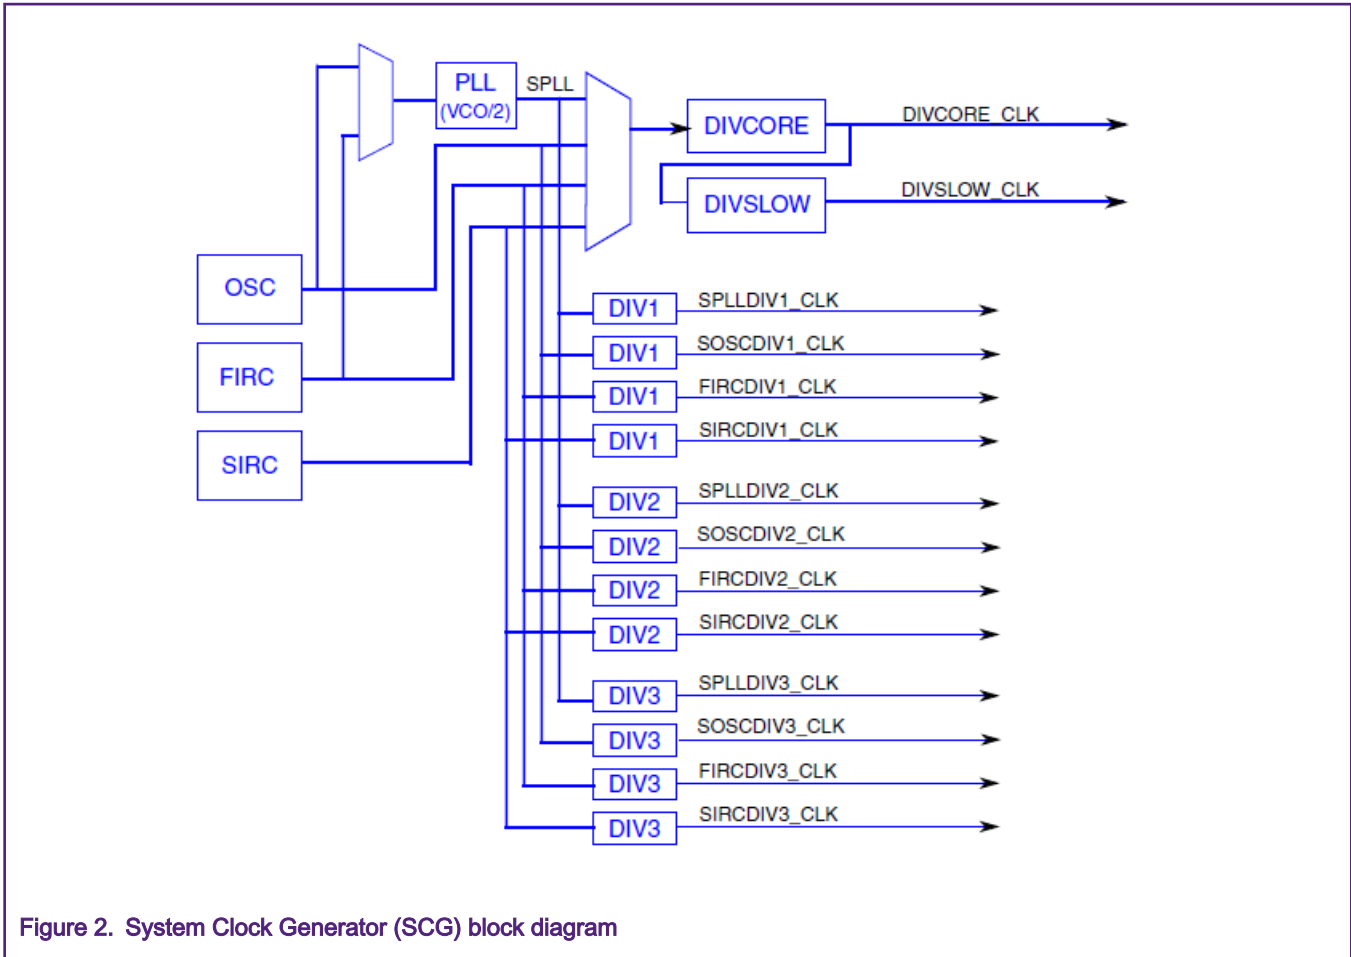 PLL
(VCO/2)
SPLL
DIVCORE
DIVCORE_CLK
DIVSLOW
DIVSLOW_CLK
OSC
FIRC
SIRC
DIV1 SPLLDIV1_CLK
DIV1 SOSCDIV1_CLK
DIV1 FIRCDIV1_CLK
DIV1 SIRCDIV1_CLK
DIV2 SPLLDIV2_CLK
DIV2 SOSCDIV2_CLK
DIV2 FIRCDIV2_CLK
DIV2 SIRCDIV2_CLK
DIV3 SPLLDIV3_CLK
DIV3 SOSCDIV3_CLK
DIV3 FIRCDIV3_CLK
DIV3 SIRCDIV3_CLK
Figure 2. System Clock Generator (SCG) block diagram